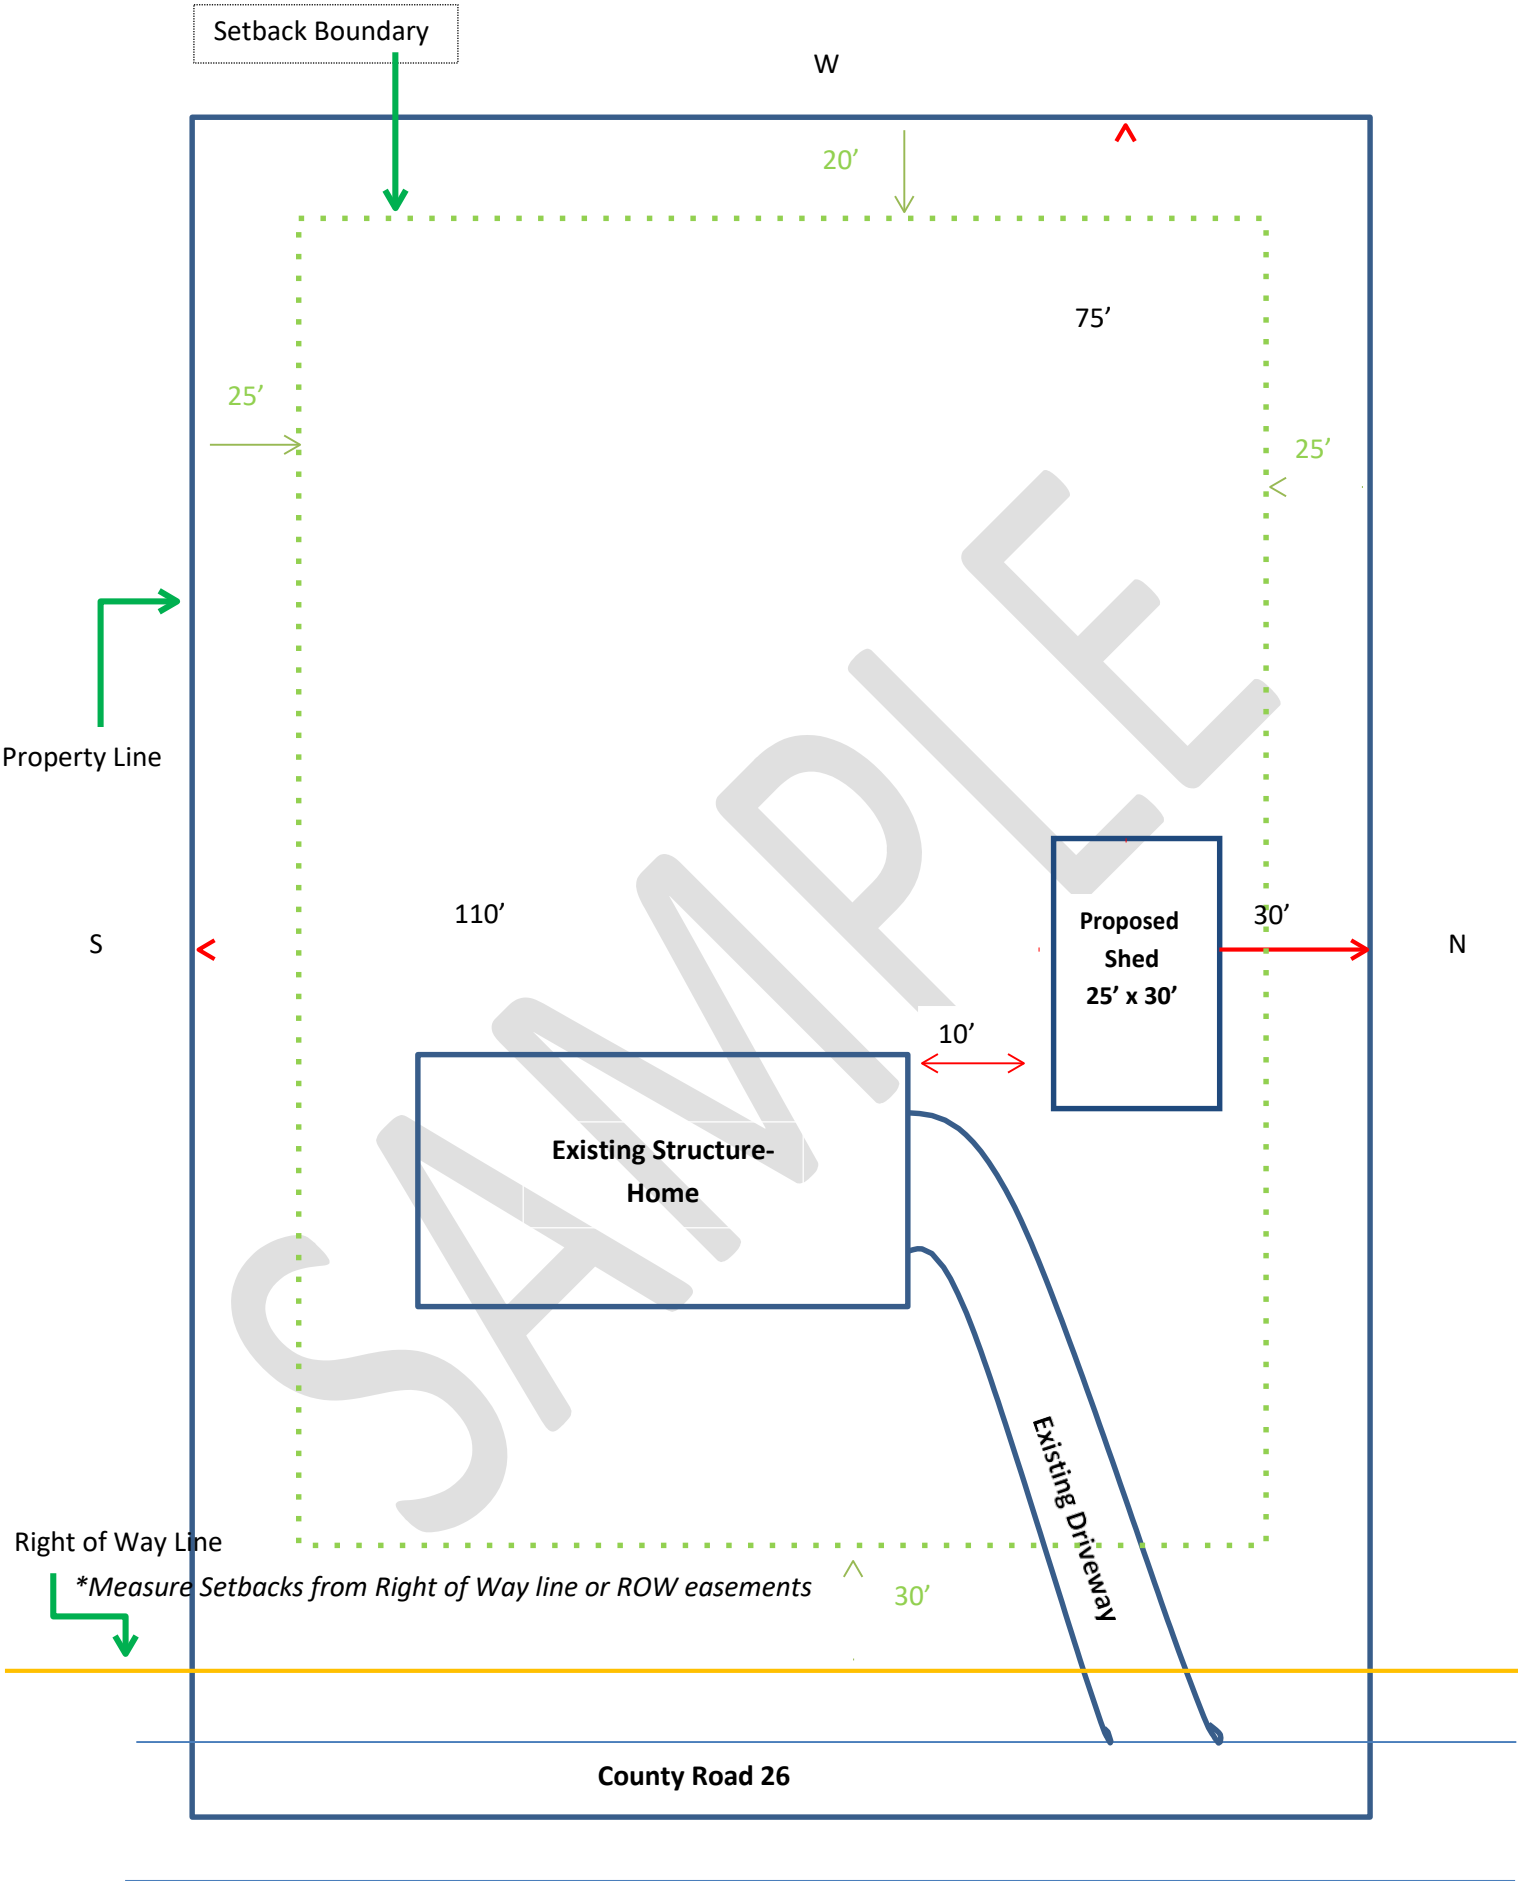 Setback Boundary
W
20’
75’
25’
25’
Property Line
110’
30’
S
N
Proposed
Shed
25’ x 30’
10’
Existing Structure-
Home
Existing Driveway
Right of Way Line
*Measure Setbacks from Right of Way line or ROW easements
30’
County Road 26
SAMPLE